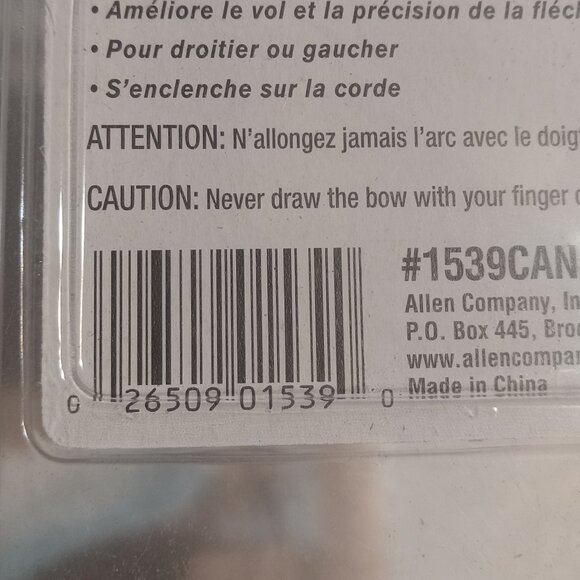 • Améliore le vol et la précision de la fléc
• Pour droitier ou gaucher
• S'enclenche sur la corde
ATTENTION: N'allongez jamais l'arc avec le doig
CAUTION: Never draw the bow with your finger
#1539CAN
Allen Company, In
P.O. Box 445, Broo
www.allencompan
Made in China
0 26509 01539 0